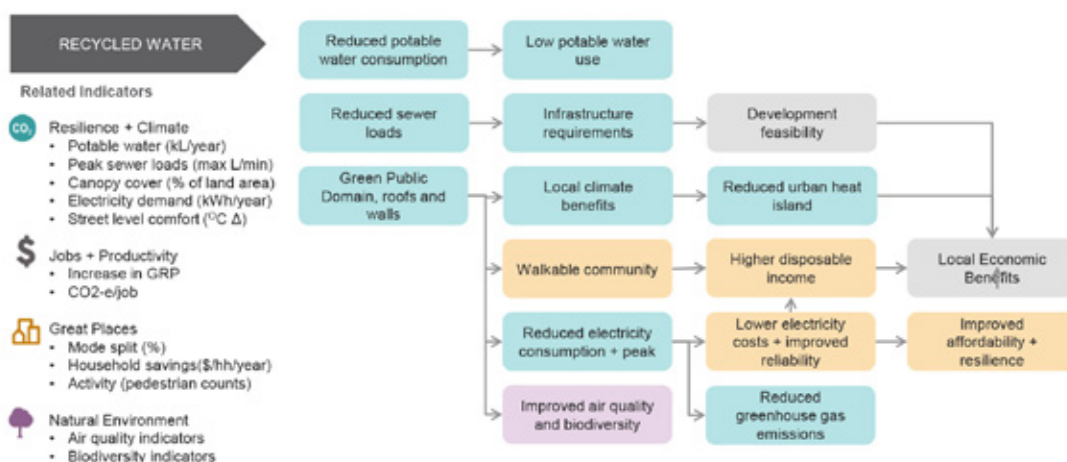 RECYCLED WATER
Related Indicators
CO₂
Resilience + Climate
• Potable water (kL/year)
• Peak sewer loads (max L/min)
• Canopy cover (% of land area)
• Electricity demand (kWh/year)
• Street level comfort (°C Δ)
$
Jobs + Productivity
• Increase in GRP
• CO2-e/job
Great Places
• Mode split (%)
• Household savings($/hh/year)
• Activity (pedestrian counts)
Natural Environment
• Air quality indicators
• Biodiversity indicators
Reduced potable
water consumption
Low potable water
use
Reduced sewer
loads
Infrastructure
requirements
Development
feasibility
Green Public
Domain, roofs and
walls
Local climate
benefits
Reduced urban heat
island
Walkable community
Higher disposable
income
Local Economic
Benefits
Reduced electricity
consumption + peak
Lower electricity
costs + improved
reliability
Improved
affordability +
resilience
Improved air quality
and biodiversity
Reduced
greenhouse gas
emissions